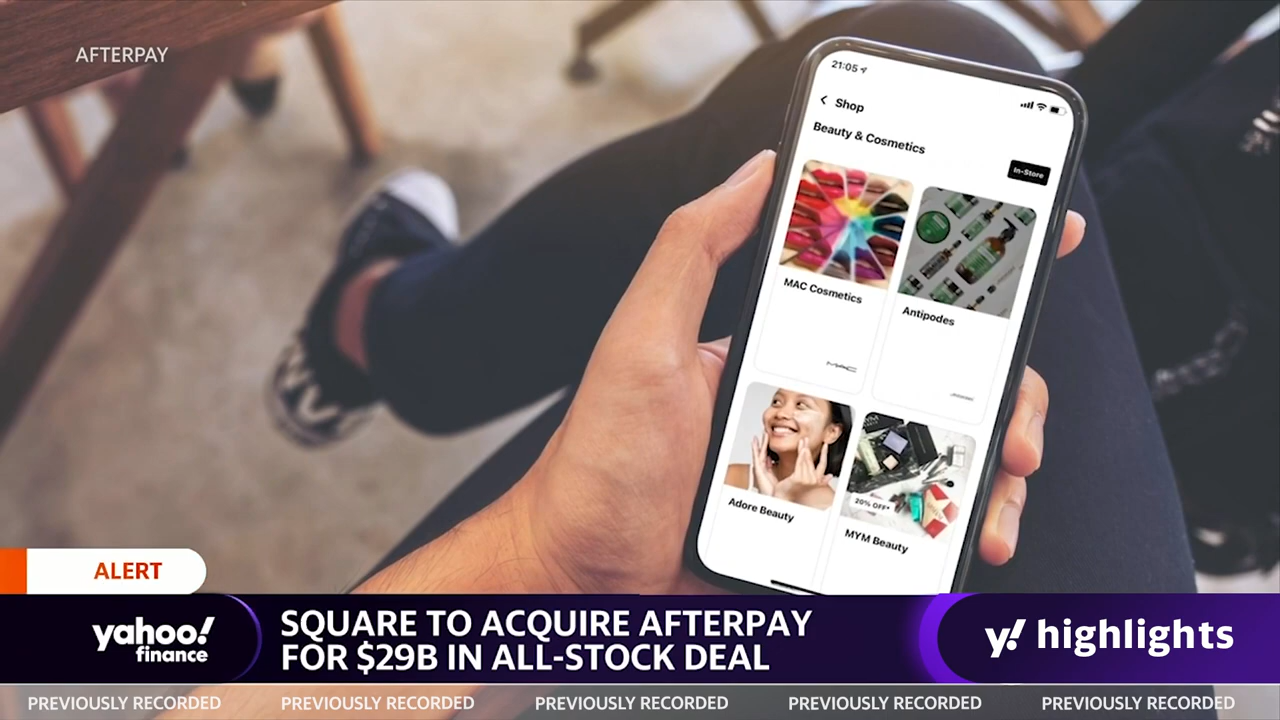 AFTERPAY
21:05
Shop
Beauty & Cosmetics
In-Store
MAC Cosmetics
Antipodes
MAC
Adore Beauty
20% OFF*
MYM Beauty
ALERT
yahoo!
finance
SQUARE TO ACQUIRE AFTERPAY
FOR $29B IN ALL-STOCK DEAL
y! highlights
PREVIOUSLY RECORDED PREVIOUSLY RECORDED PREVIOUSLY RECORDED PREVIOUSLY RECORDED PREVIOUSLY RECORDED